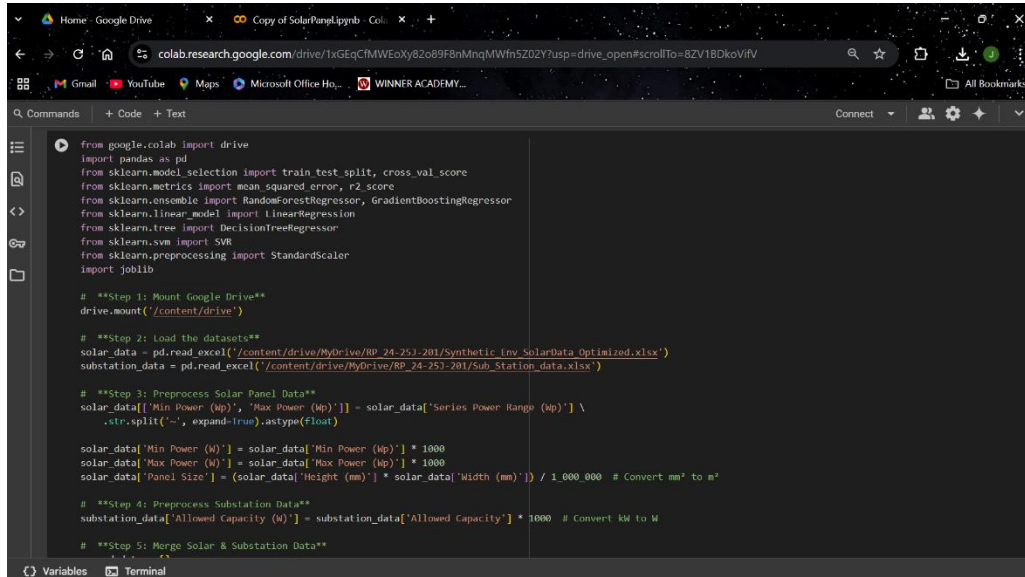 Home - Google Drive
Copy of SolarPanel.ipynb - Cola
colab.research.google.com/drive/1xGEqCfMWEoXy82o89F8nMnqMWfn5Z02Y?usp=drive_open#scrollTo=8ZV1BDkoVifV
Gmail YouTube Maps Microsoft Office Ho... WINNER ACADEMY... All Bookmarks
Commands + Code + Text Connect
from google.colab import drive
import pandas as pd
from sklearn.model_selection import train_test_split, cross_val_score
from sklearn.metrics import mean_squared_error, r2_score
from sklearn.ensemble import RandomForestRegressor, GradientBoostingRegressor
from sklearn.linear_model import LinearRegression
from sklearn.tree import DecisionTreeRegressor
from sklearn.svm import SVR
from sklearn.preprocessing import StandardScaler
import joblib
# **Step 1: Mount Google Drive**
drive.mount('/content/drive')
# **Step 2: Load the datasets**
solar_data = pd.read_excel('/content/drive/MyDrive/RP_24-25J-201/Synthetic_Env_SolarData_Optimized.xlsx')
substation_data = pd.read_excel('/content/drive/MyDrive/RP_24-25J-201/Sub_Station_data.xlsx')
# **Step 3: Preprocess Solar Panel Data**
solar_data[['Min Power (Wp)', 'Max Power (Wp)']] = solar_data['Series Power Range (Wp)'] \
.str.split('~', expand=True).astype(float)
solar_data['Min Power (W)'] = solar_data['Min Power (Wp)'] * 1000
solar_data['Max Power (W)'] = solar_data['Max Power (Wp)'] * 1000
solar_data['Panel Size'] = (solar_data['Height (mm)'] * solar_data['Width (mm)']) / 1_000_000 # Convert mm² to m²
# **Step 4: Preprocess Substation Data**
substation_data['Allowed Capacity (W)'] = substation_data['Allowed Capacity'] * 1000 # Convert kW to W
# **Step 5: Merge Solar & Substation Data**
{} Variables Terminal